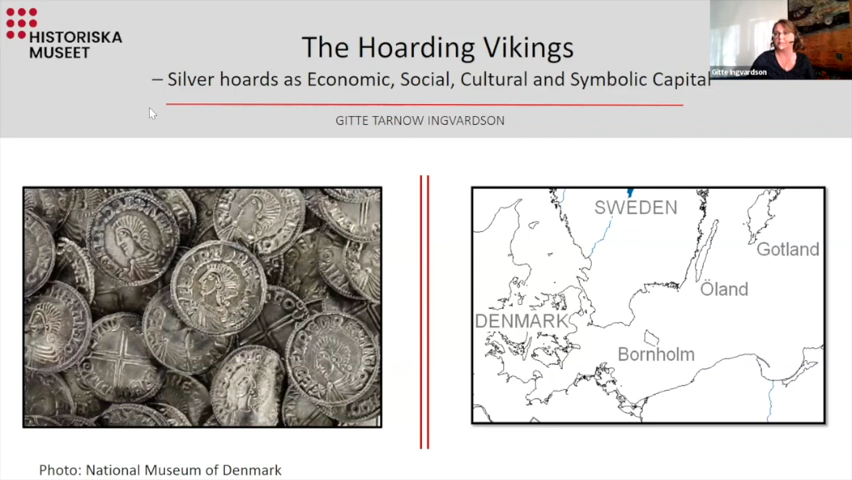 HISTORISKA
MUSEET
The Hoarding Vikings
– Silver hoards as Economic, Social, Cultural and Symbolic Capital
GITTE TARNOW INGVARDSON
Gitte Ingvardson
SWEDEN
Gotland
Öland
DENMARK
Bornholm
Photo: National Museum of Denmark